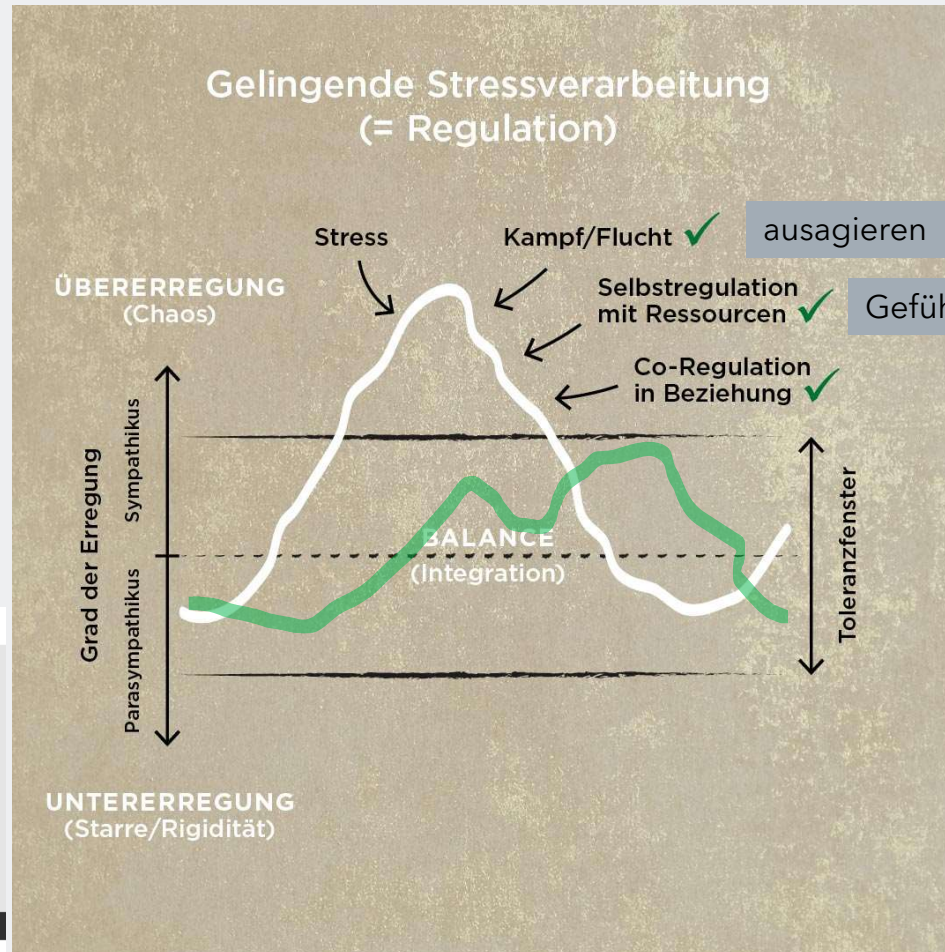 Gelingende Stressverarbeitung
(= Regulation)
Stress
Kampf/Flucht
ausagieren
ÜBERERREGUNG
(Chaos)
Selbstregulation
mit Ressourcen
Co-Regulation
in Beziehung
Grad der Erregung
Sympathikus
Parasympathikus
BALANCE
(Integration)
Toleranzfenster
UNTERERREGUNG
(Starre/Rigidität)